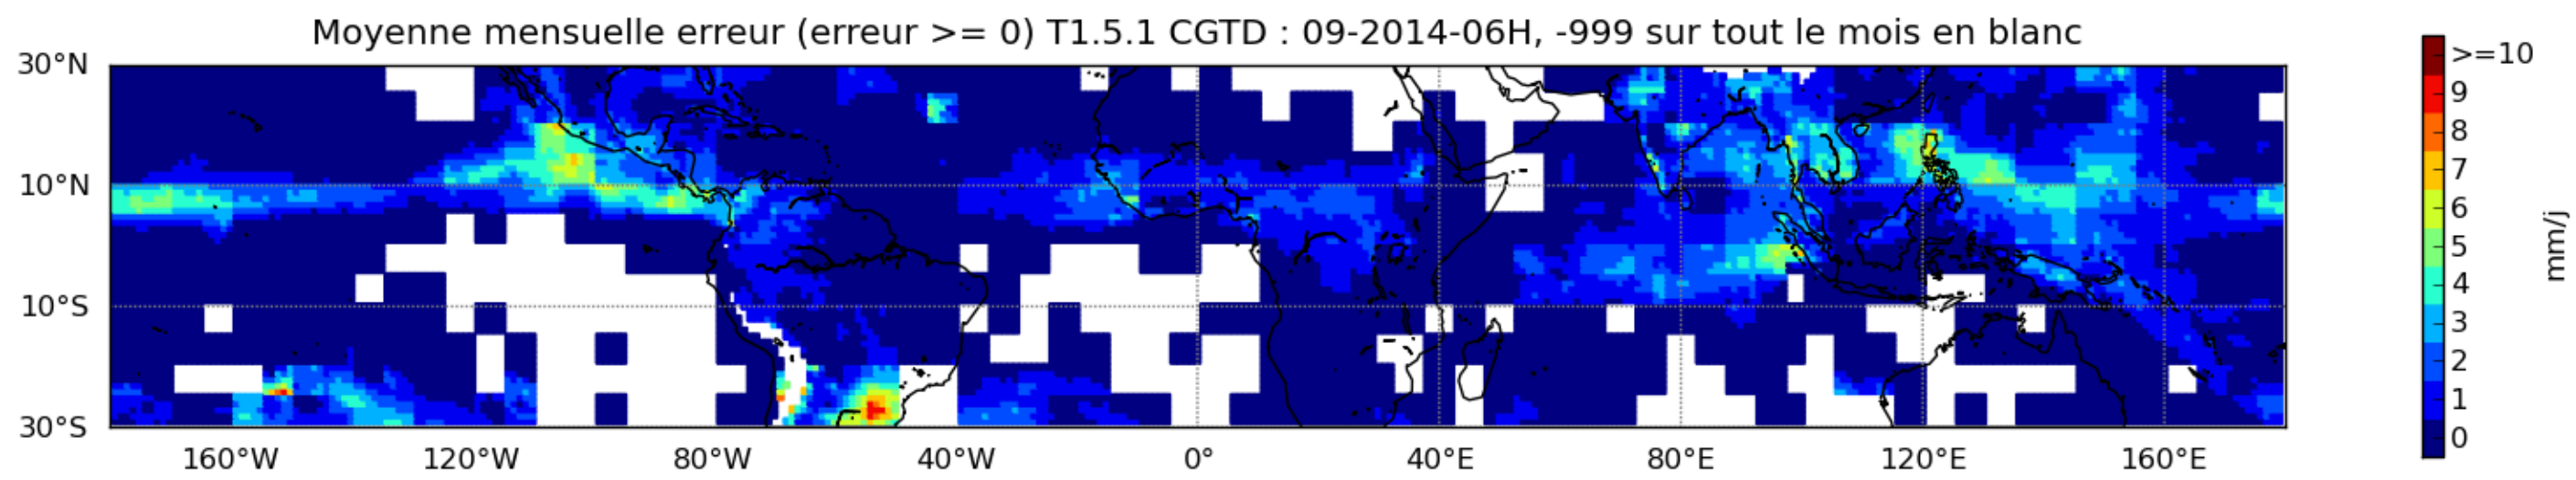 Moyenne mensuelle erreur (erreur >= 0) T1.5.1 CGTD : 09-2014-06H, -999 sur tout le mois en blanc
30°N
10°N
10°S
30°S
160°W 120°W 80°W 40°W 0° 40°E 80°E 120°E 160°E
>=10
9
8
7
6
5
4
3
2
1
0
mm/j